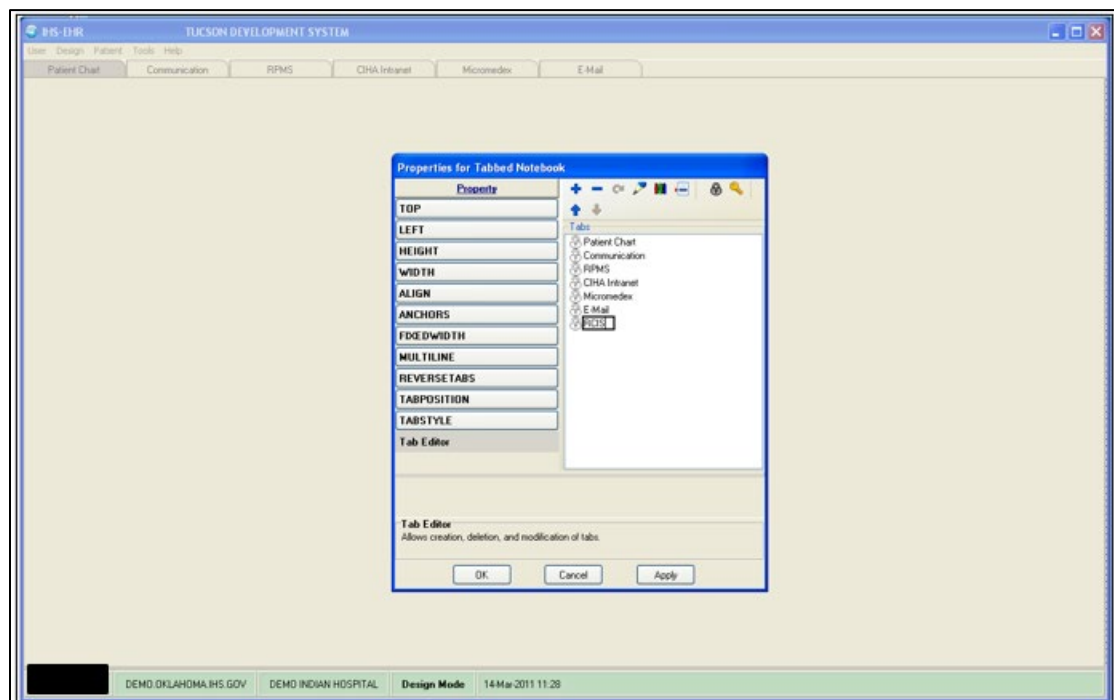 IHS-EHR TUCSON DEVELOPMENT SYSTEM
User Design Patient Tools Help
Patient Chart Communication RPMS CIHA Intranet Micromedex E-Mail
Properties for Tabbed Notebook
Property
TOP
LEFT
HEIGHT
WIDTH
ALIGN
ANCHORS
FIXEDWIDTH
MULTILINE
REVERSETABS
TABPOSITION
TABSTYLE
Tab Editor
Tabs
Patient Chart
Communication
RPMS
CIHA Intranet
Micromedex
E-Mail
RCIS
Tab Editor
Allows creation, deletion, and modification of tabs.
OK Cancel Apply
DEMO.OKLAHOMA.IHS.GOV DEMO INDIAN HOSPITAL Design Mode 14-Mar-2011 11:28